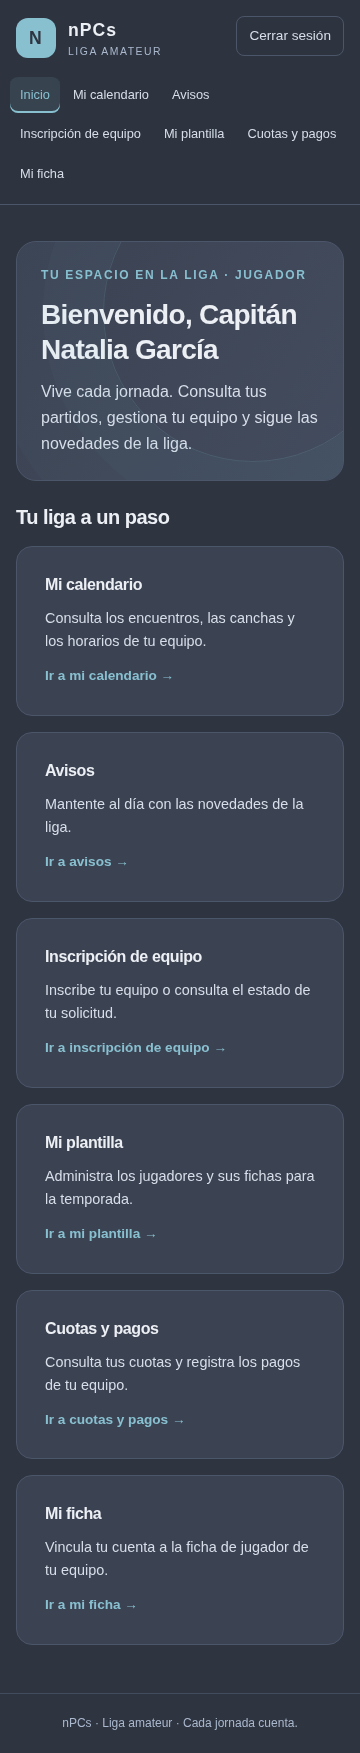 N
nPCs
LIGA AMATEUR
Cerrar sesión
Inicio
Mi calendario
Avisos
Inscripción de equipo
Mi plantilla
Cuotas y pagos
Mi ficha
TU ESPACIO EN LA LIGA · JUGADOR
Bienvenido, Capitán
Natalia García
Vive cada jornada. Consulta tus
partidos, gestiona tu equipo y sigue las
novedades de la liga.
Tu liga a un paso
Mi calendario
Consulta los encuentros, las canchas y
los horarios de tu equipo.
Ir a mi calendario →
Avisos
Mantente al día con las novedades de la
liga.
Ir a avisos →
Inscripción de equipo
Inscribe tu equipo o consulta el estado de
tu solicitud.
Ir a inscripción de equipo →
Mi plantilla
Administra los jugadores y sus fichas para
la temporada.
Ir a mi plantilla →
Cuotas y pagos
Consulta tus cuotas y registra los pagos
de tu equipo.
Ir a cuotas y pagos →
Mi ficha
Vincula tu cuenta a la ficha de jugador de
tu equipo.
Ir a mi ficha →
nPCs · Liga amateur · Cada jornada cuenta.